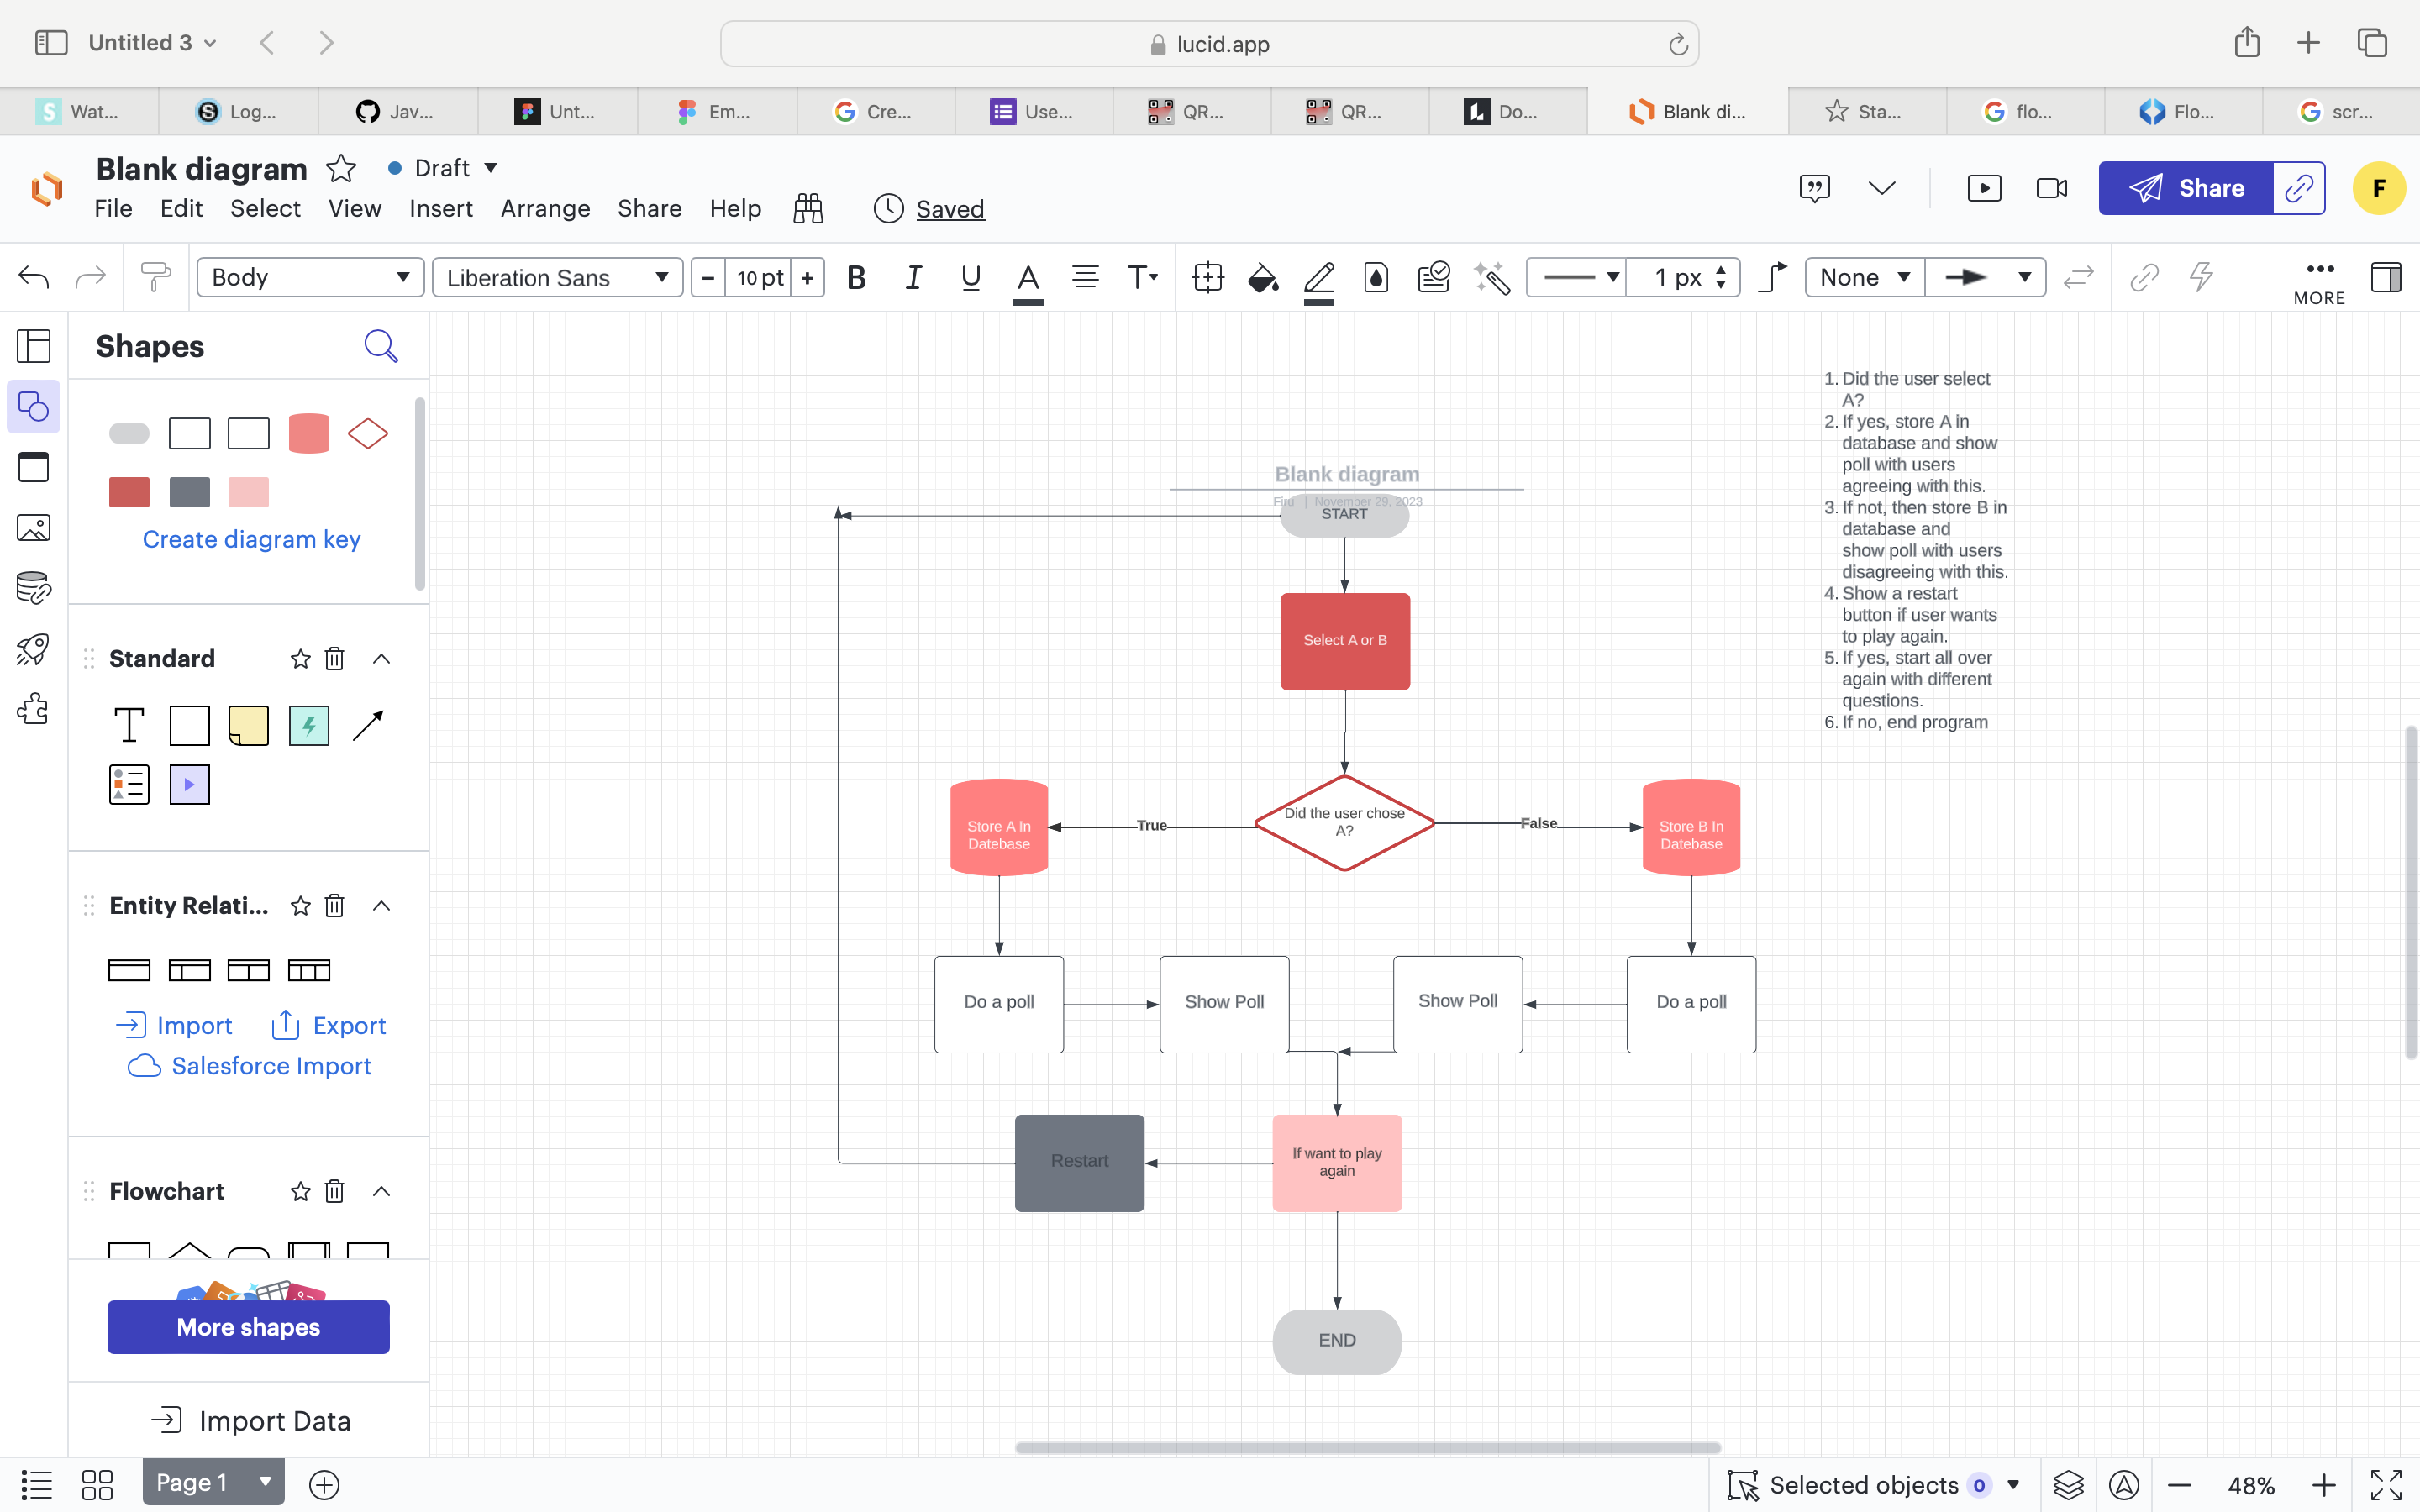 Untitled 3
lucid.app
Wat...
Log...
Jav...
Unt...
Em...
Cre...
Use...
QR...
QR...
Do...
Blank di...
Sta...
flo...
Flo...
scr...
Blank diagram
Draft
File Edit Select View Insert Arrange Share Help
Saved
Share
F
Body
Liberation Sans
− 10 pt +
B I U A T
1 px
None
MORE
Shapes
Create diagram key
Standard
T
Entity Relati...
Import
Export
Salesforce Import
Flowchart
More shapes
Import Data
Blank diagram
Firu | November 29, 2023
START
Select A or B
Did the user chose
A?
True
False
Store A In
Datebase
Store B In
Datebase
Do a poll
Show Poll
Show Poll
Do a poll
Restart
If want to play
again
END
1. Did the user select
A?
2. If yes, store A in
database and show
poll with users
agreeing with this.
3. If not, then store B in
database and
show poll with users
disagreeing with this.
4. Show a restart
button if user wants
to play again.
5. If yes, start all over
again with different
questions.
6. If no, end program
Page 1
Selected objects 0
48%